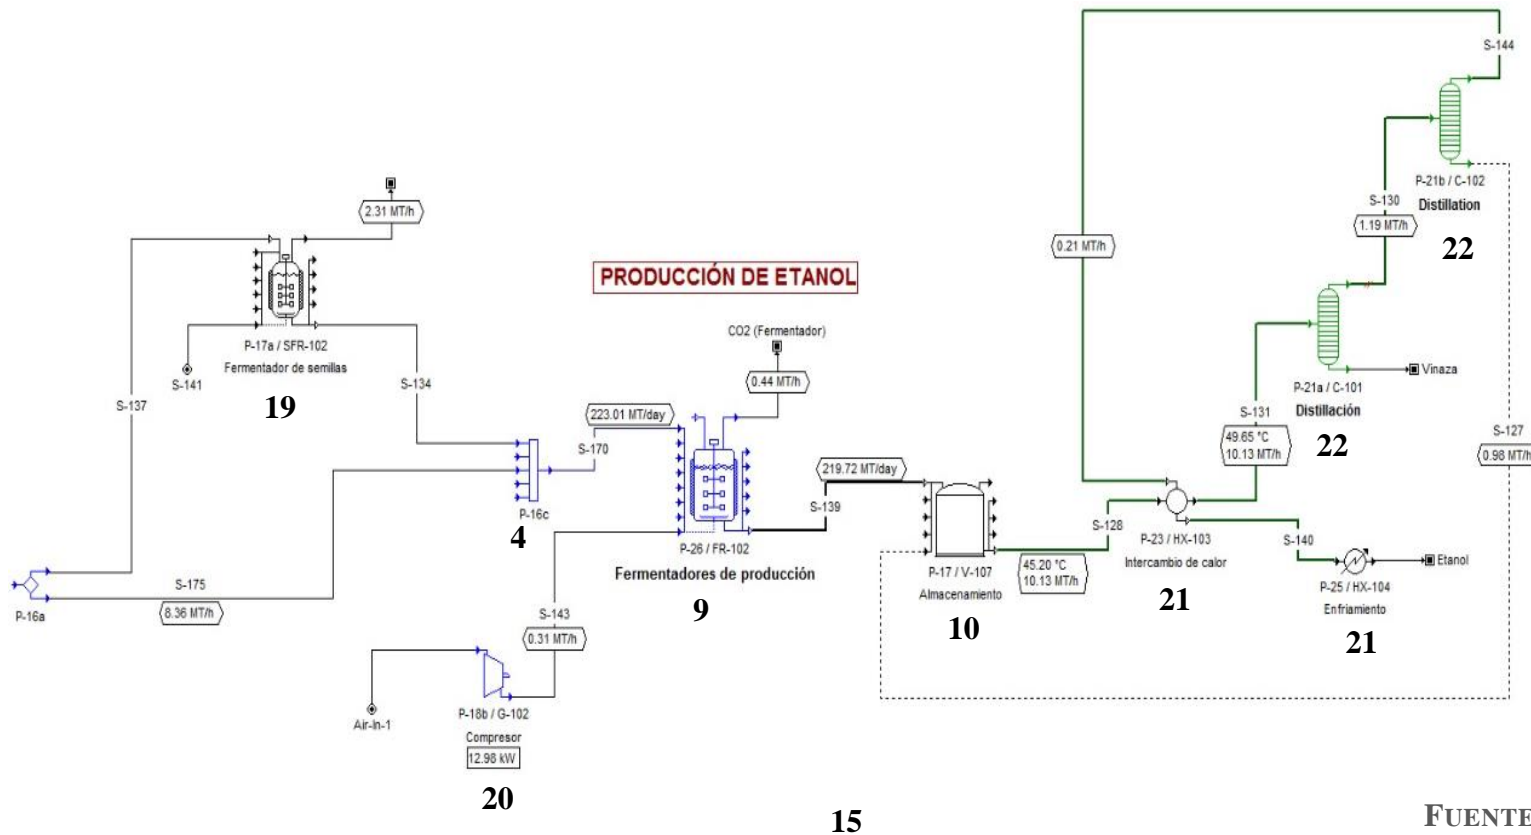 S-144
P-21b / C-102
Distillation
22
S-130
1.19 MT/h
0.21 MT/h
2.31 MT/h
PRODUCCIÓN DE ETANOL
P-17a / SFR-102
Fermentador de semillas
19
S-141
S-137
S-134
CO2 (Fermentador)
0.44 MT/h
P-21a / C-101
Distillación
22
Vinaza
S-131
49.65 °C
10.13 MT/h
S-127
0.98 MT/h
223.01 MT/day
S-170
P-16c
4
P-26 / FR-102
Fermentadores de producción
9
219.72 MT/day
S-139
P-17 / V-107
Almacenamiento
10
S-128
45.20 °C
10.13 MT/h
P-23 / HX-103
Intercambio de calor
21
S-140
Etanol
P-25 / HX-104
Enfriamiento
21
P-16a
S-175
8.36 MT/h
S-143
0.31 MT/h
Air-In-1
P-18b / G-102
Compresor
12.98 kW
20
15
FUENTE